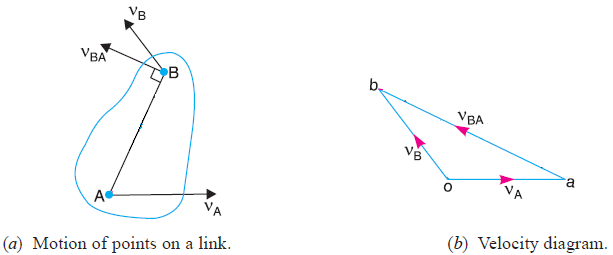 vB
vBA
B
A
vA
b
vBA
vB
o
vA
a
(a) Motion of points on a link.
(b) Velocity diagram.